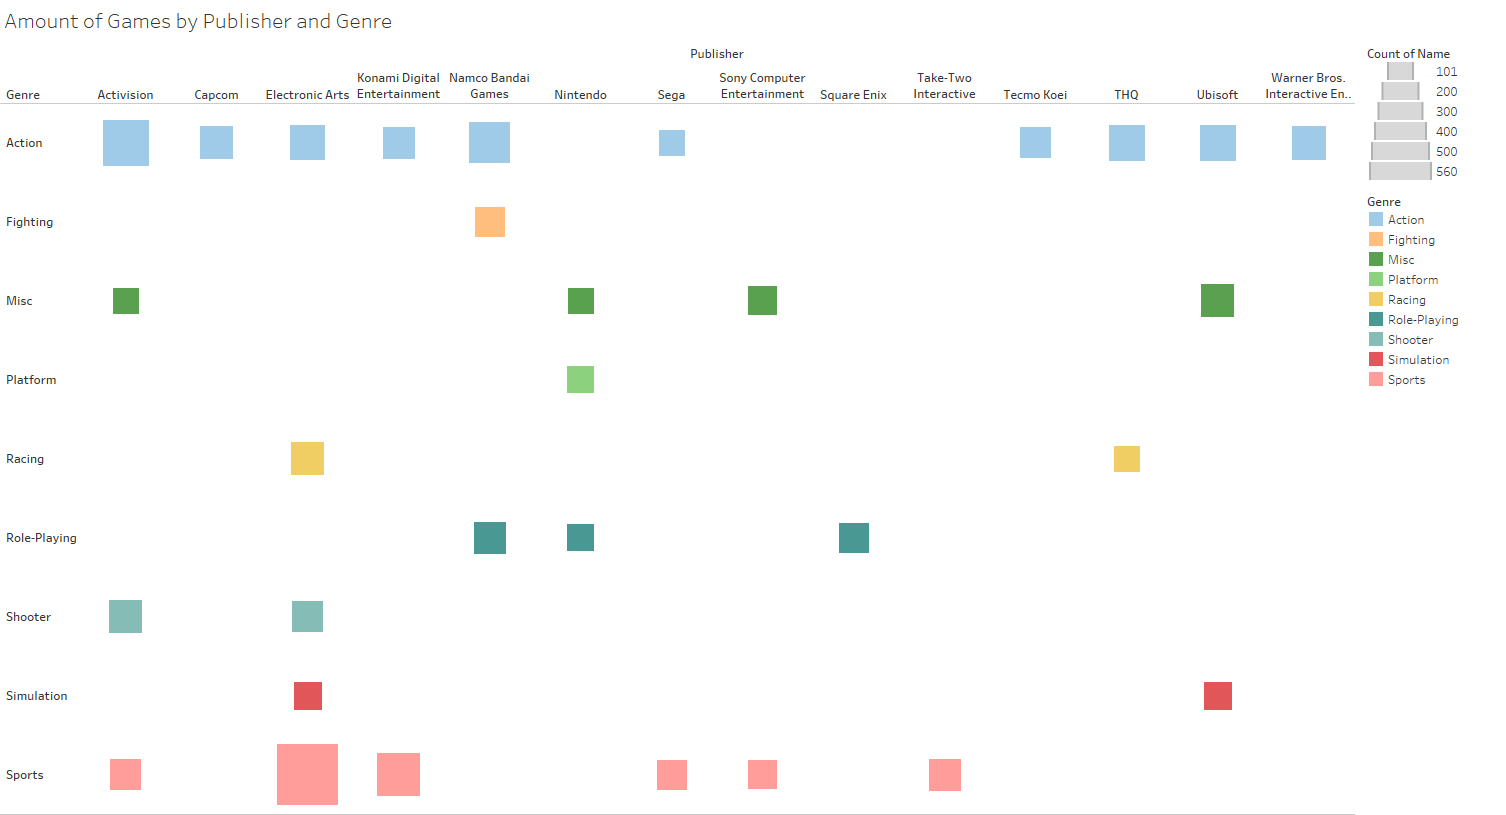 Amount of Games by Publisher and Genre
Publisher
Genre
Activision
Capcom
Electronic Arts
Konami Digital
Entertainment
Namco Bandai
Games
Nintendo
Sega
Sony Computer
Entertainment
Square Enix
Take-Two
Interactive
Tecmo Koei
THQ
Ubisoft
Warner Bros.
Interactive En..
Action
Fighting
Misc
Platform
Racing
Role-Playing
Shooter
Simulation
Sports
Count of Name
101
200
300
400
500
560
Genre
Action
Fighting
Misc
Platform
Racing
Role-Playing
Shooter
Simulation
Sports